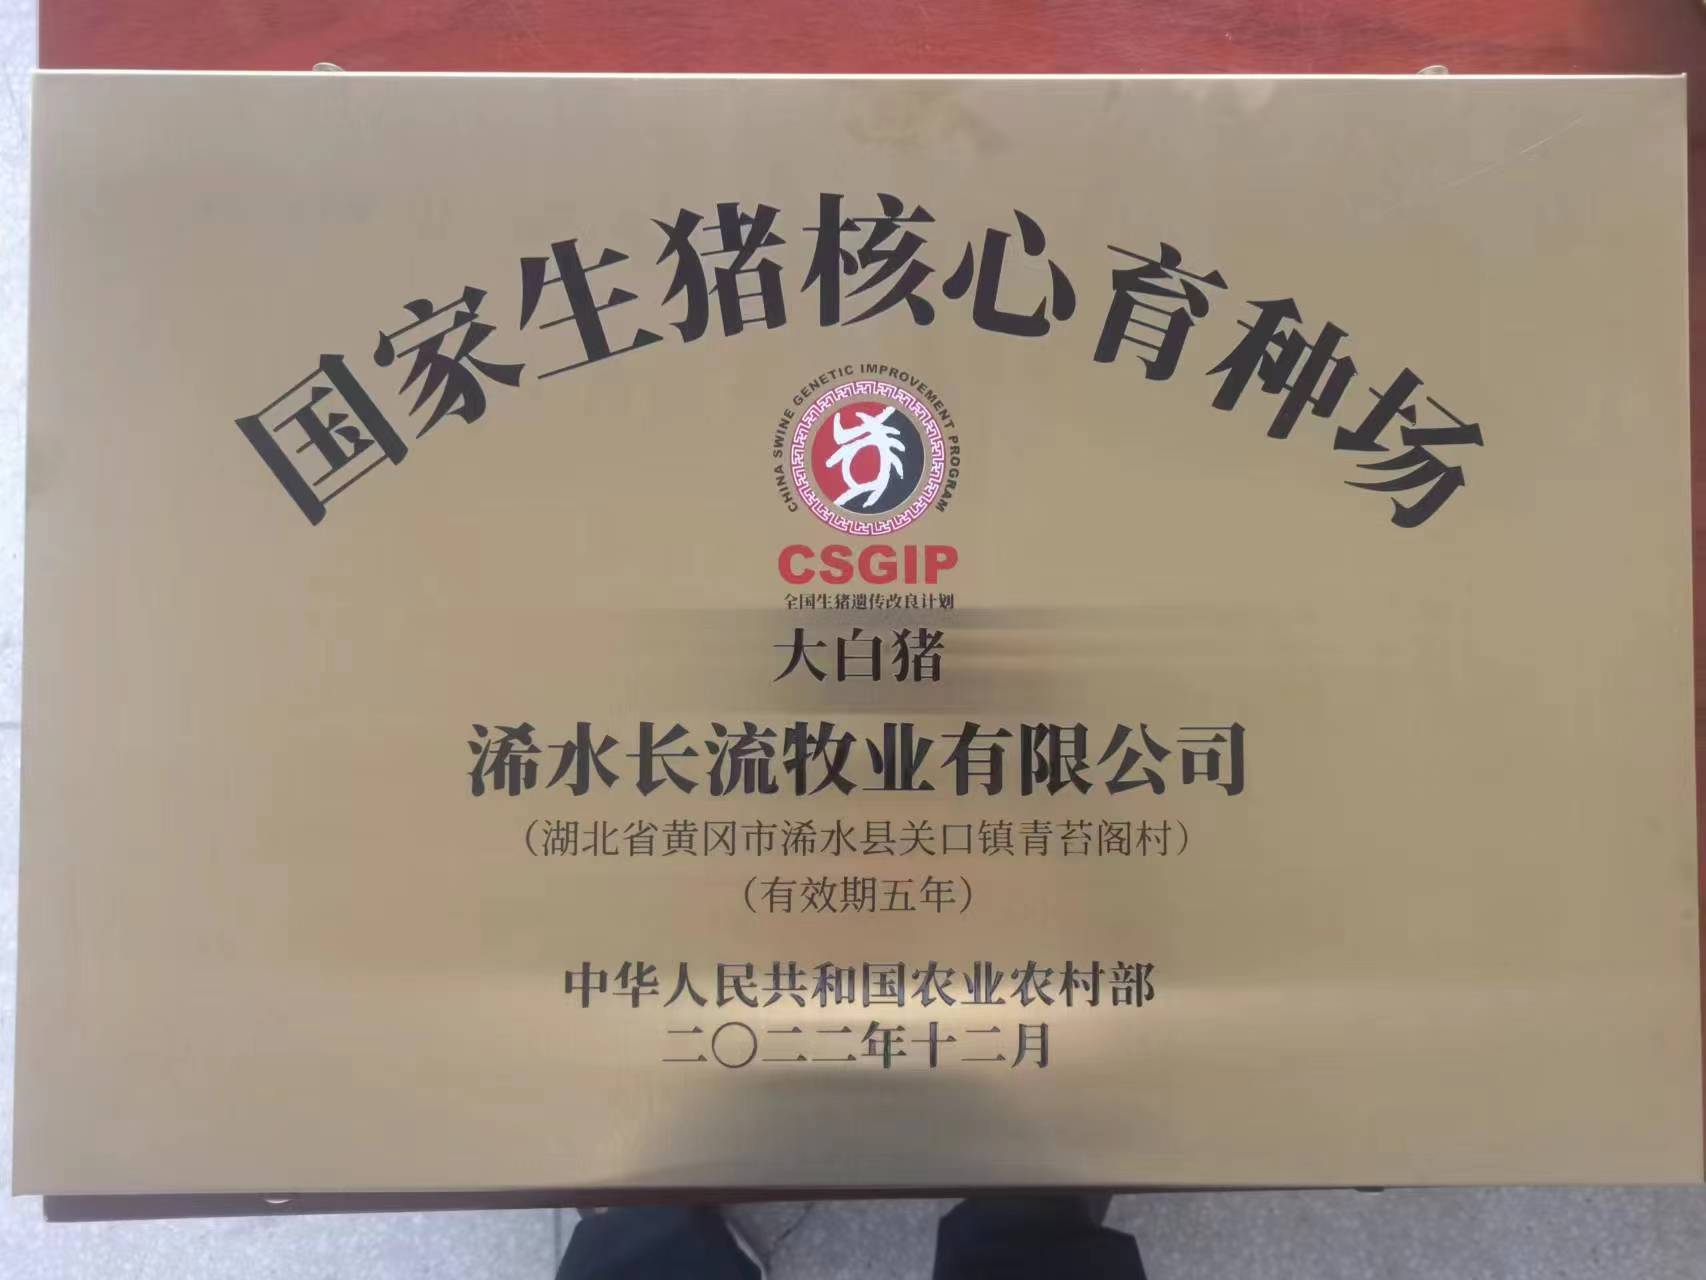 国家生猪核心育种场
CHINA SWINE GENETIC IMPROVEMENT PROGRAM
CSGIP
全国生猪遗传改良计划
大白猪
浠水长流牧业有限公司
（湖北省黄冈市浠水县关口镇青苔阁村）
（有效期五年）
中华人民共和国农业农村部
二〇二二年十二月